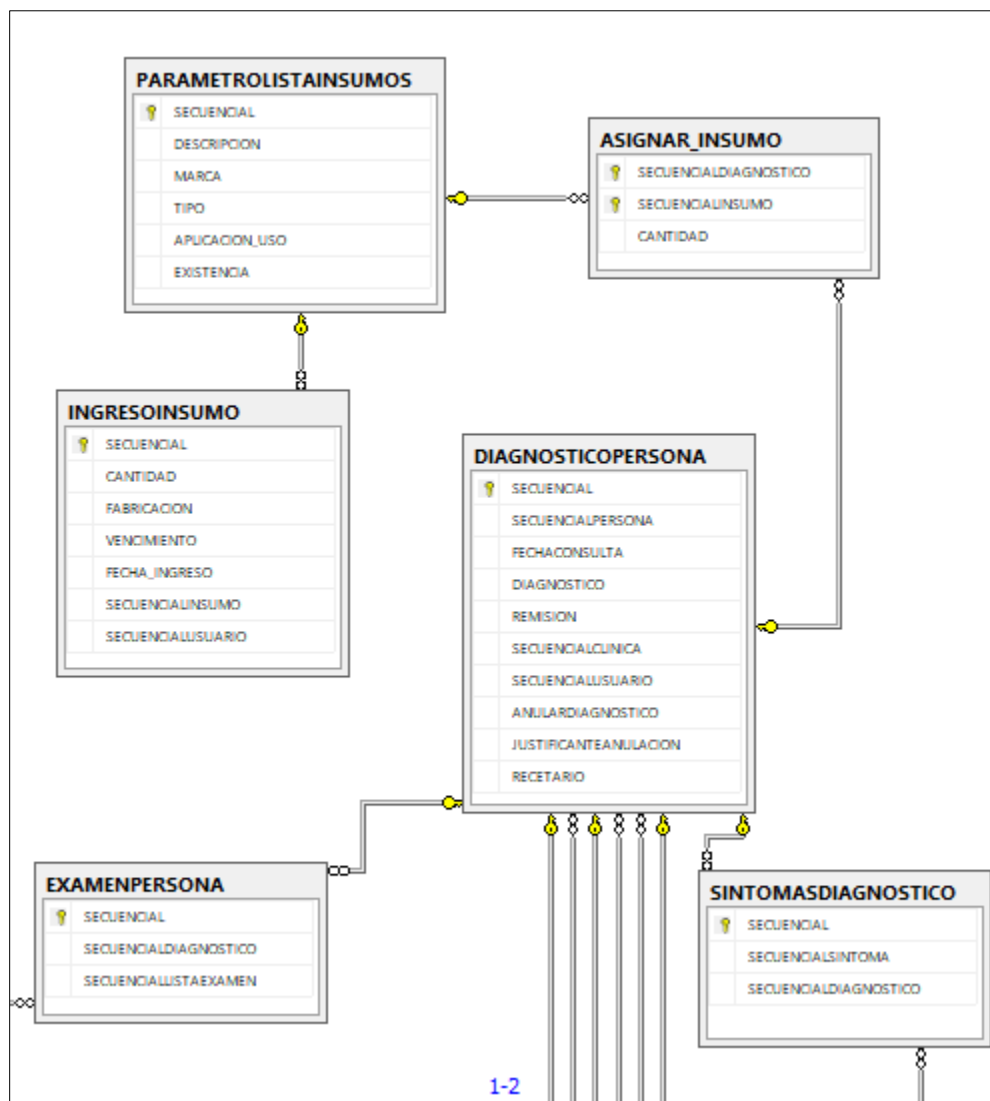 PARAMETROLISTAINSUMOS
SECUENCIAL
DESCRIPCION
MARCA
TIPO
APLICACION_USO
EXISTENCIA
ASIGNAR_INSUMO
SECUENCIALDIAGNOSTICO
SECUENCIALINSUMO
CANTIDAD
INGRESOINSUMO
SECUENCIAL
CANTIDAD
FABRICACION
VENCIMIENTO
FECHA_INGRESO
SECUENCIALINSUMO
SECUENCIALUSUARIO
DIAGNOSTICOPERSONA
SECUENCIAL
SECUENCIALPERSONA
FECHACONSULTA
DIAGNOSTICO
REMISION
SECUENCIALCLINICA
SECUENCIALUSUARIO
ANULARDIAGNOSTICO
JUSTIFICANTEANULACION
RECETARIO
EXAMENPERSONA
SECUENCIAL
SECUENCIALDIAGNOSTICO
SECUENCIALLISTAEXAMEN
SINTOMASDIAGNOSTICO
SECUENCIAL
SECUENCIALSINTOMA
SECUENCIALDIAGNOSTICO
1-2